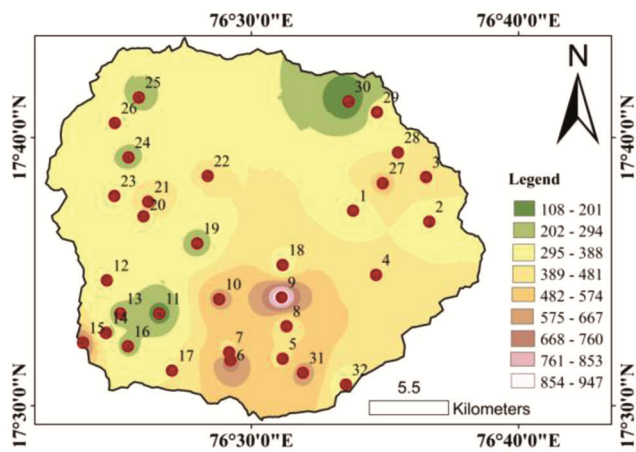 76°30'0"E 76°40'0"E
N
17°40'0"N 17°40'0"N
25
30
26
29
24
28
22
3
27
23
21
20
1
2
19
18
4
12
10
9
13
11
8
14
15
16
7
6
5
17
31
32
Legend
108 - 201
202 - 294
295 - 388
389 - 481
482 - 574
575 - 667
668 - 760
761 - 853
854 - 947
5.5
Kilometers
17°30'0"N 17°30'0"N
76°30'0"E 76°40'0"E